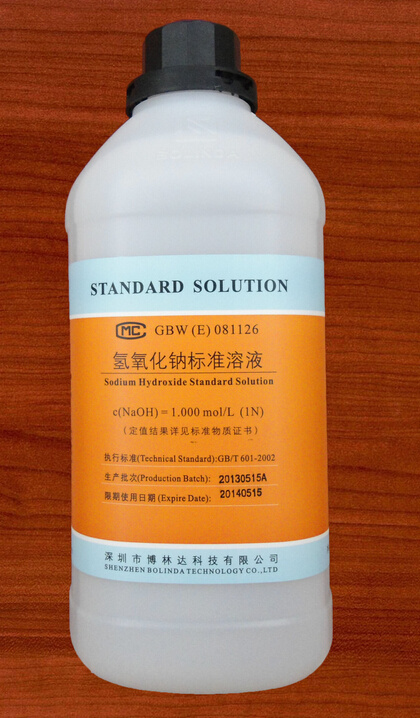 STANDARD SOLUTION
MC GBW (E) 081126
氢氧化钠标准溶液
Sodium Hydroxide Standard Solution
c(NaOH)=1.000 mol/L (1N)
(定值结果详见标准物质证书)
执行标准(Technical Standard):GB/T 601-2002
生产批次(Production Batch): 20130515A
限期使用日期(Expire Date): 20140515
深圳市博林达科技有限公司
SHENZHEN BOLINDA TECHNOLOGY CO.,LTD